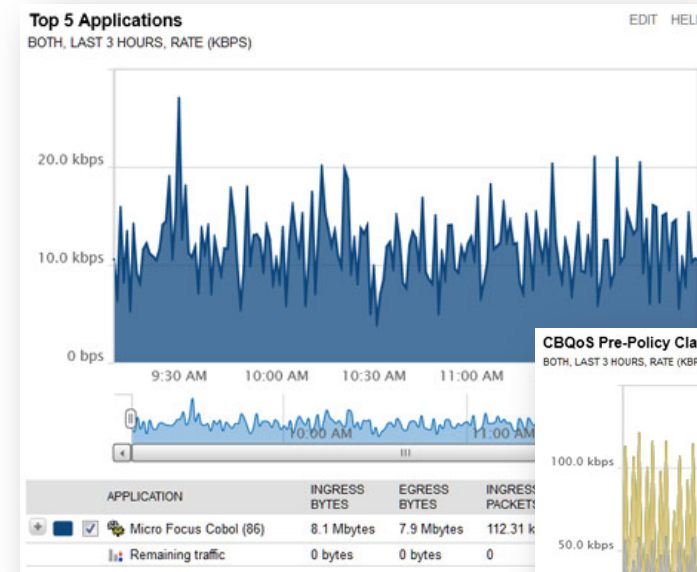 Top 5 Applications
EDIT HELP
BOTH, LAST 3 HOURS, RATE (KBPS)
20.0 kbps
10.0 kbps
0 bps
9:30 AM 10:00 AM 10:30 AM 11:00 AM
10:00 AM 11:00 AM
APPLICATION INGRESS BYTES EGRESS BYTES INGRESS PACKETS
Micro Focus Cobol (86) 8.1 Mbytes 7.9 Mbytes 112.31 k
Remaining traffic 0 bytes 0 bytes 0
CBQoS Pre-Policy Cla
BOTH, LAST 3 HOURS, RATE (KBP
100.0 kbps
50.0 kbps